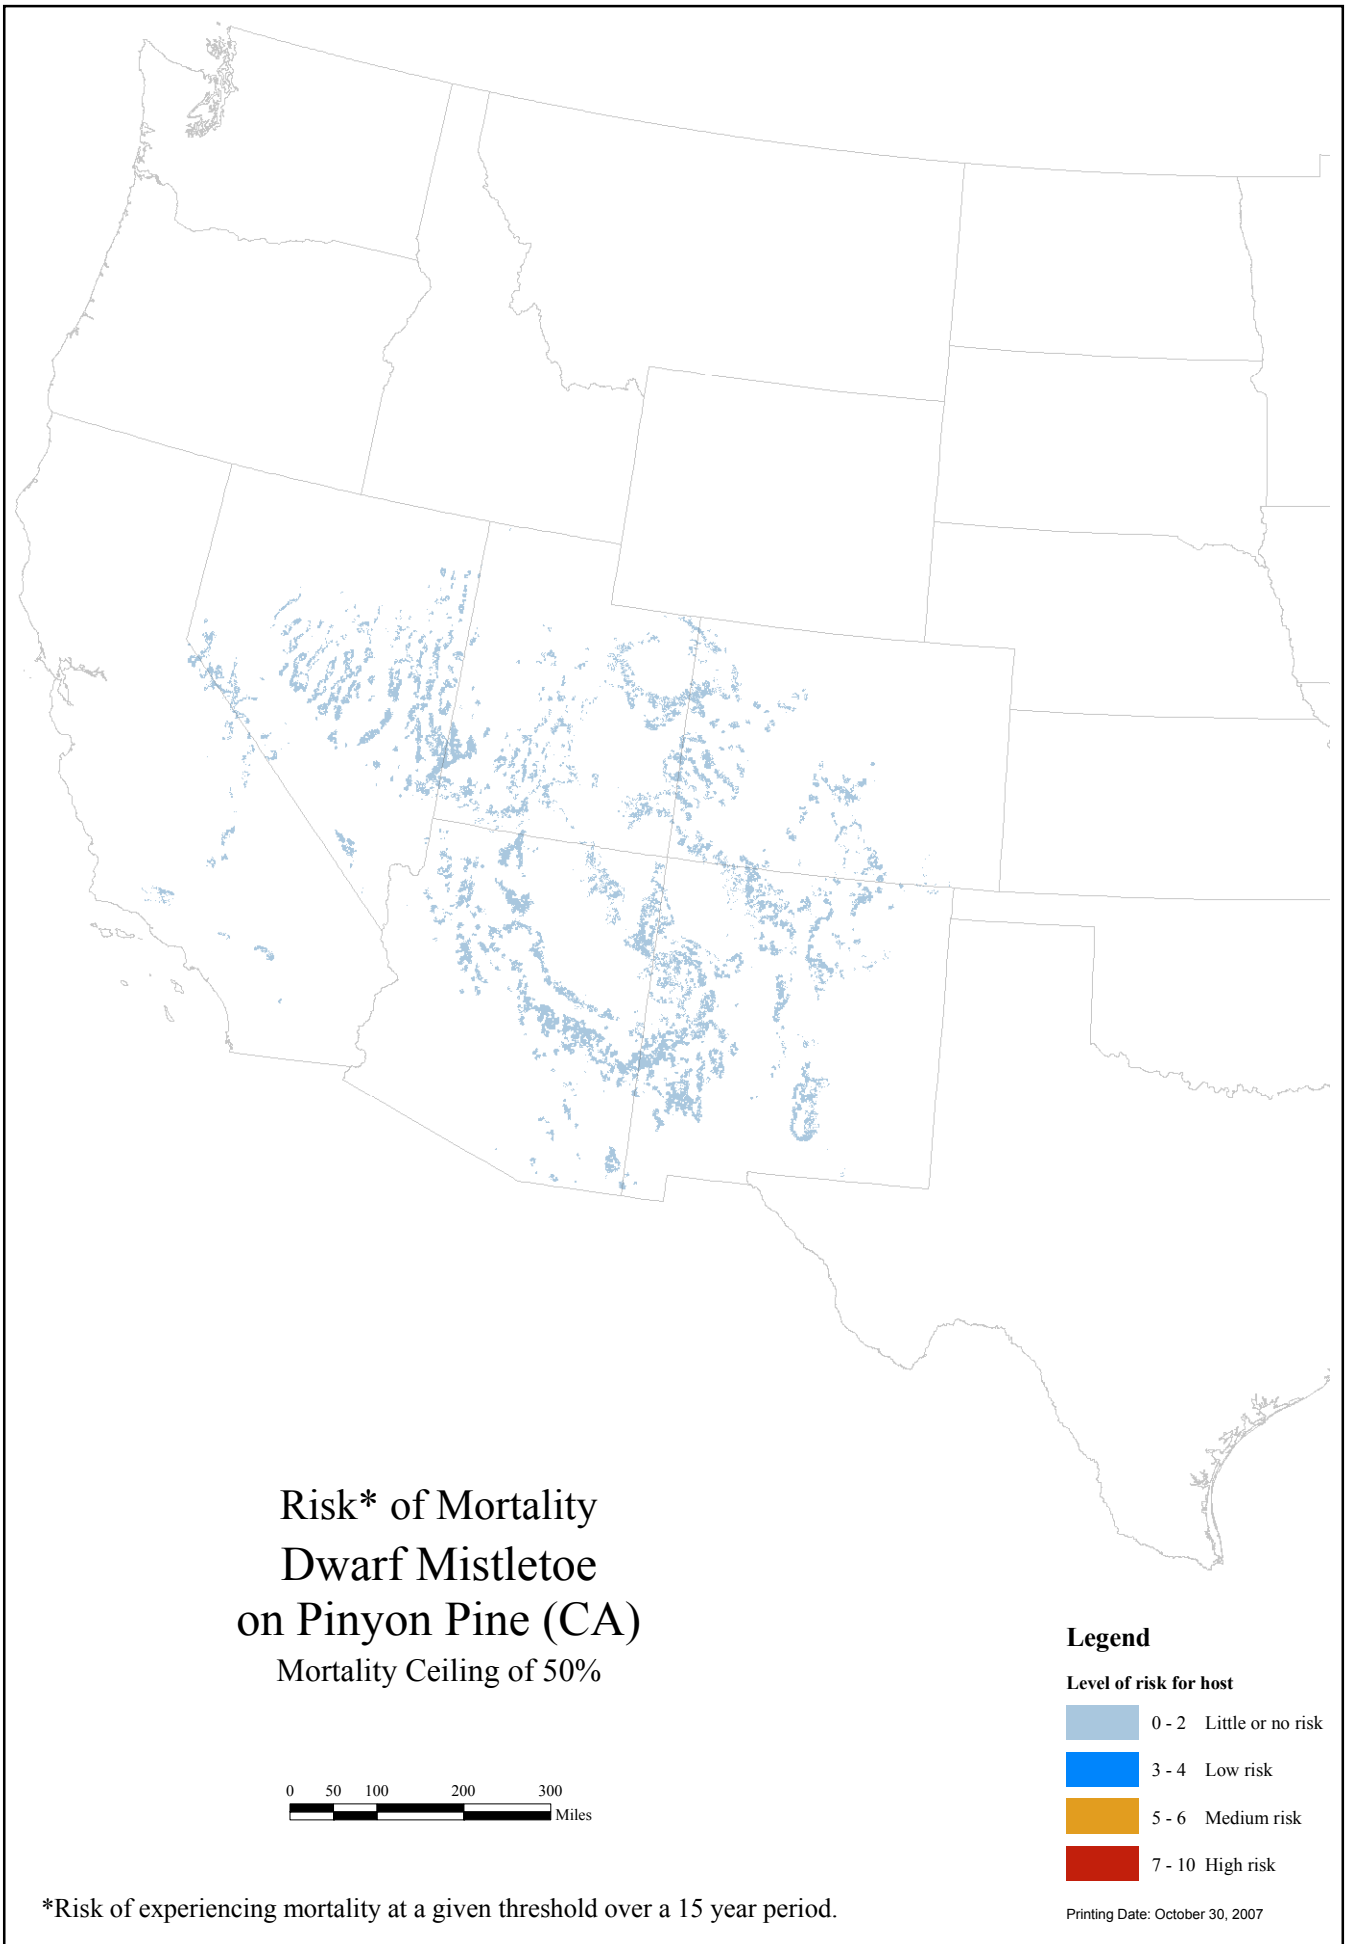 Risk* of Mortality
Dwarf Mistletoe
on Pinyon Pine (CA)
Mortality Ceiling of 50%
0 50 100 200 300
Miles
*Risk of experiencing mortality at a given threshold over a 15 year period.
Legend
Level of risk for host
0 - 2 Little or no risk
3 - 4 Low risk
5 - 6 Medium risk
7 - 10 High risk
Printing Date: October 30, 2007